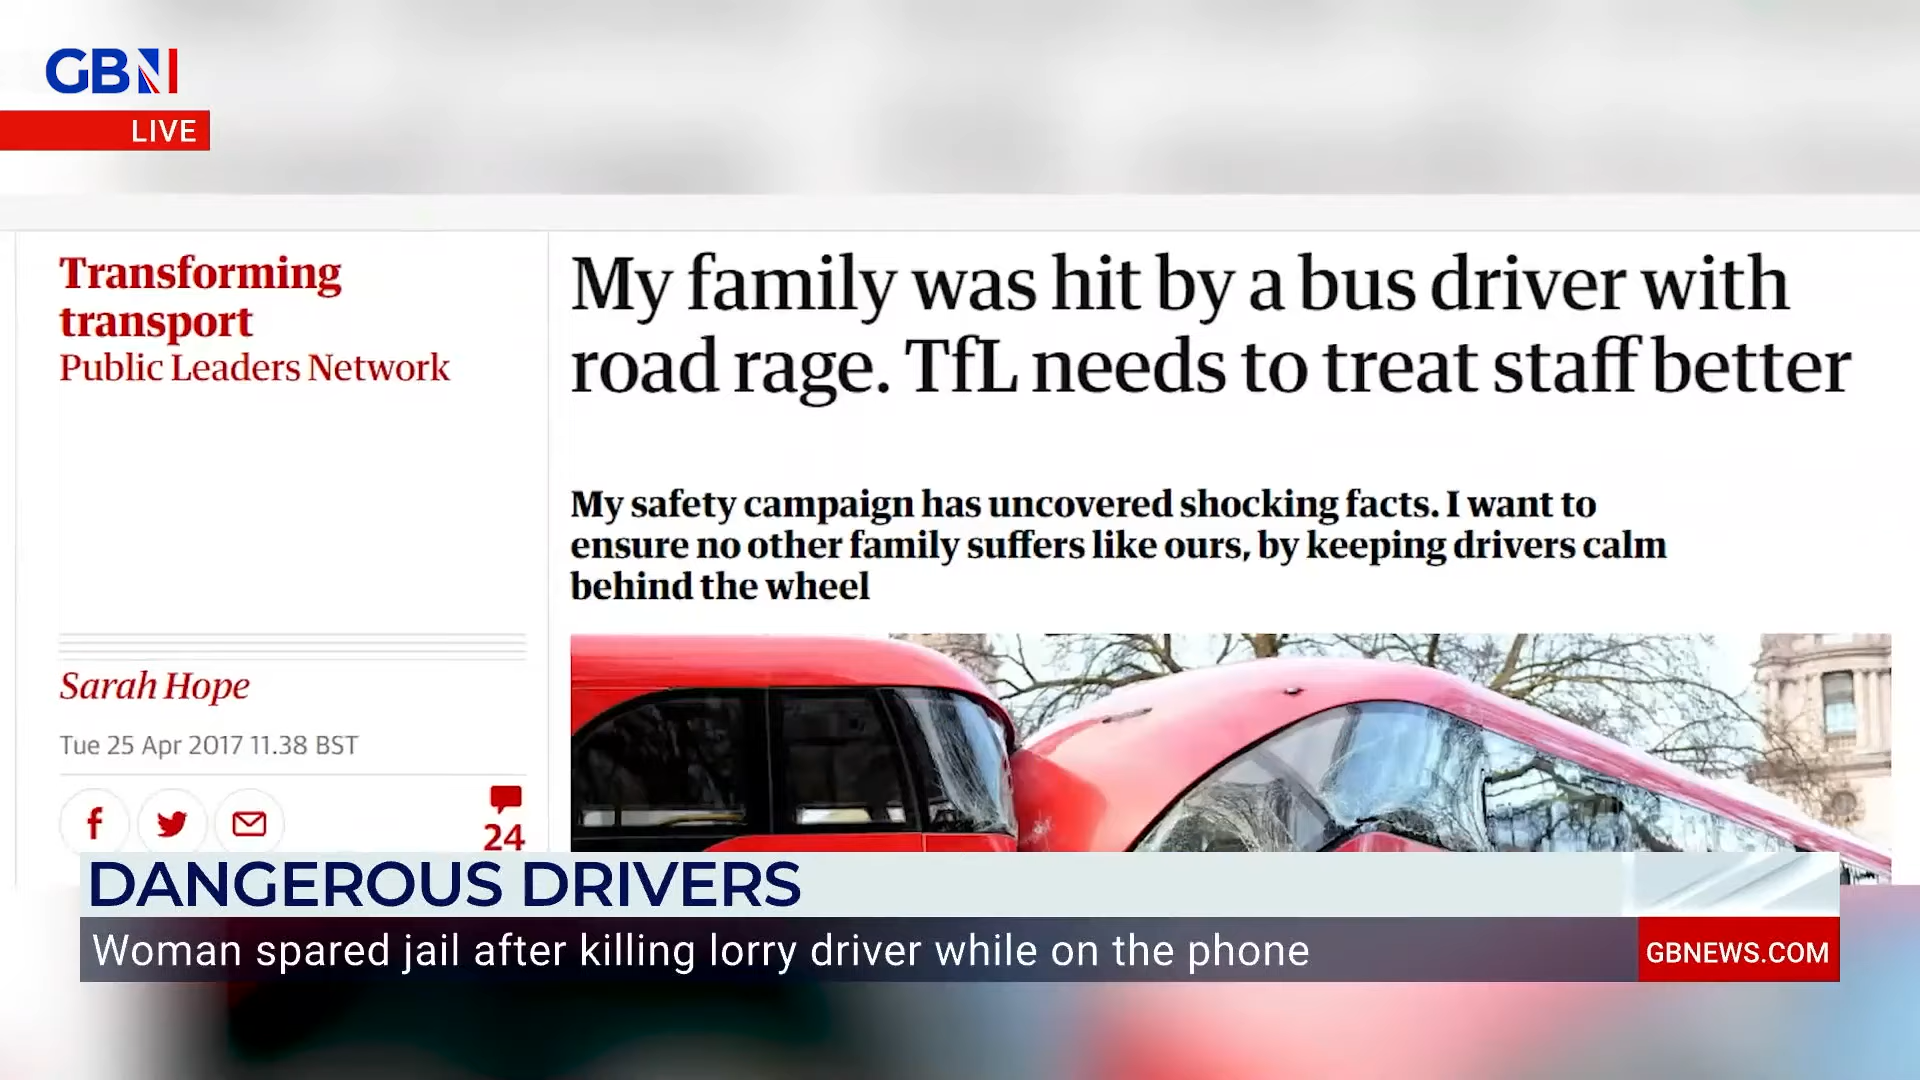 GBN
LIVE
Transforming
transport
Public Leaders Network
My family was hit by a bus driver with
road rage. TfL needs to treat staff better
My safety campaign has uncovered shocking facts. I want to
ensure no other family suffers like ours, by keeping drivers calm
behind the wheel
Sarah Hope
Tue 25 Apr 2017 11.38 BST
24
DANGEROUS DRIVERS
Woman spared jail after killing lorry driver while on the phone
GBNEWS.COM